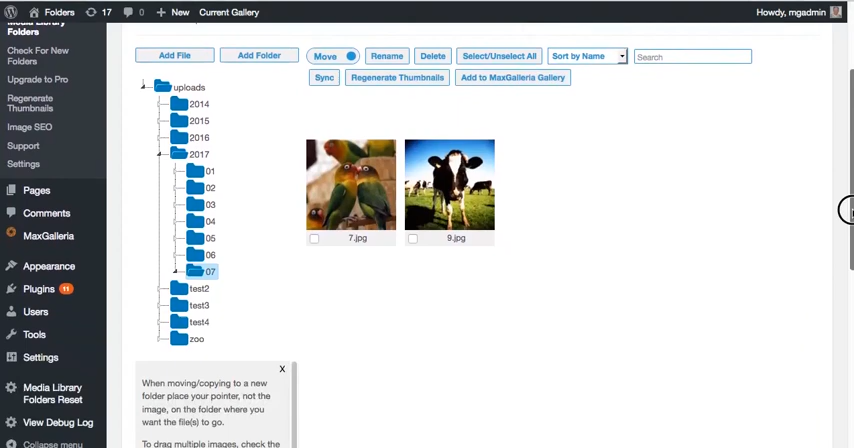 Folders 17 0 New Current Gallery Howdy, mgadmin
Media Library
Folders
Check For New
Folders
Upgrade to Pro
Regenerate
Thumbnails
Image SEO
Support
Settings
Pages
Comments
MaxGalleria
Appearance
Plugins 11
Users
Tools
Settings
Media Library
Folders Reset
View Debug Log
Collapse menu
Add File Add Folder Move Rename Delete Select/Unselect All Sort by Name Search
Sync Regenerate Thumbnails Add to MaxGalleria Gallery
uploads
2014
2015
2016
2017
01
02
03
04
05
06
07
test2
test3
test4
zoo
7.jpg 9.jpg
X
When moving/copying to a new
folder place your pointer, not the
image, on the folder where you
want the file(s) to go.
To drag multiple images, check the